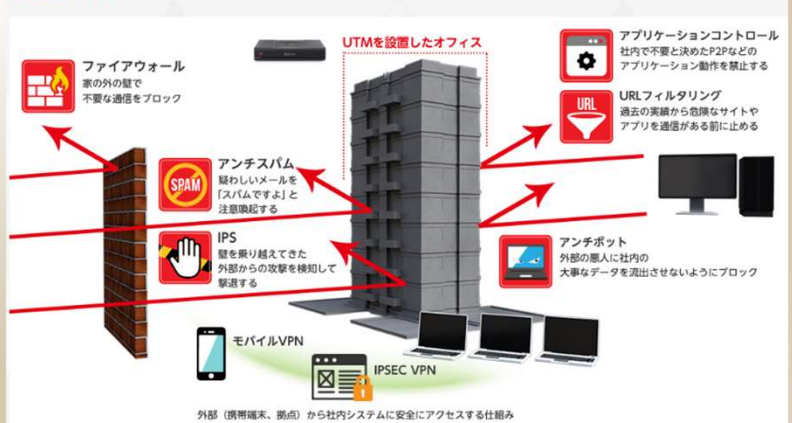 ファイアウォール
家の外の壁で
不要な通信をブロック
UTMを設置したオフィス
アプリケーションコントロール
社内で不要と決めたP2Pなどの
アプリケーション動作を禁止する
URL
URLフィルタリング
過去の実績から危険なサイトや
アプリを通信がある前に止める
SPAM
アンチスパム
疑わしいメールを
「スパムですよ」と
注意喚起する
IPS
壁を乗り越えてきた
外部からの攻撃を検知して
撃退する
アンチボット
外部の悪人に社内の
大事なデータを流出させないようにブロック
モバイルVPN
IPSEC VPN
外部（携帯端末、拠点）から社内システムに安全にアクセスする仕組み